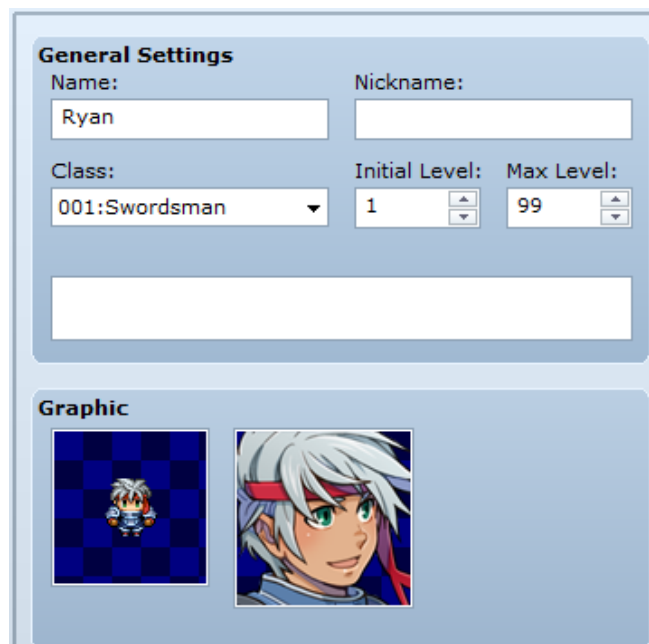 General Settings
Name: Nickname:
Ryan
Class: Initial Level: Max Level:
001:Swordsman 1 99
Graphic